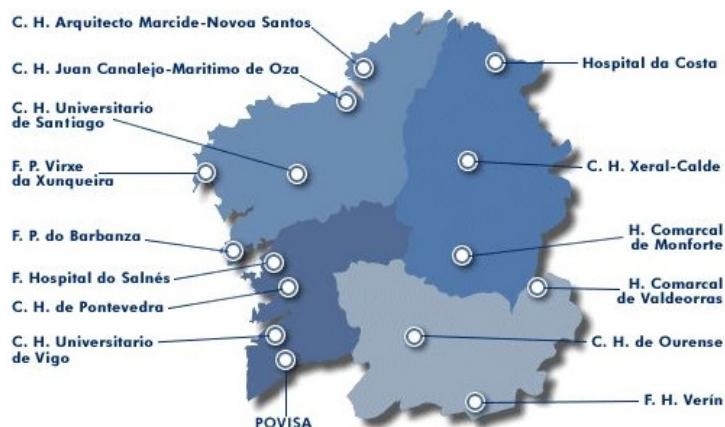 C. H. Arquitecto Marcide-Novoa Santos
C. H. Juan Canalejo-Maritimo de Oza
C. H. Universitario
de Santiago
F. P. Virxe
da Xunqueira
F. P. do Barbanza
F. Hospital do Salnés
C. H. de Pontevedra
C. H. Universitario
de Vigo
POVISA
Hospital da Costa
C. H. Xeral-Calde
H. Comarcal
de Monforte
H. Comarcal
de Valdeorras
C. H. de Ourense
F. H. Verín